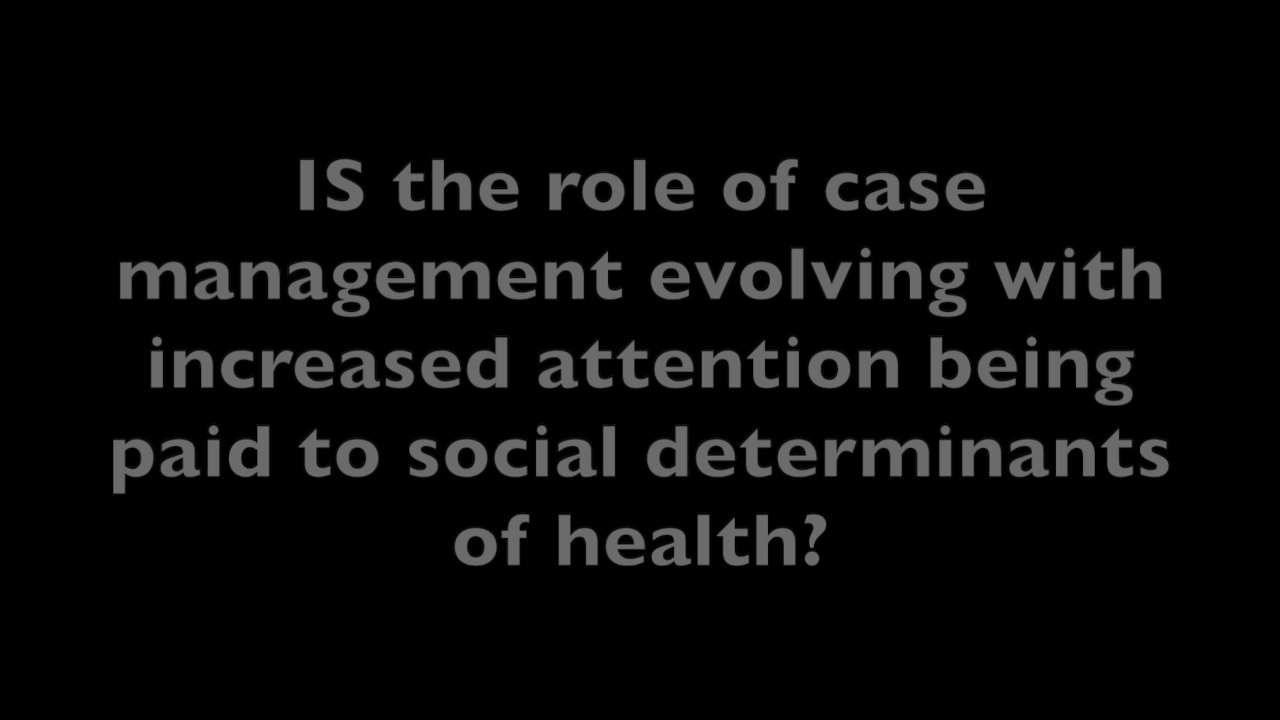 IS the role of case
management evolving with
increased attention being
paid to social determinants
of health?